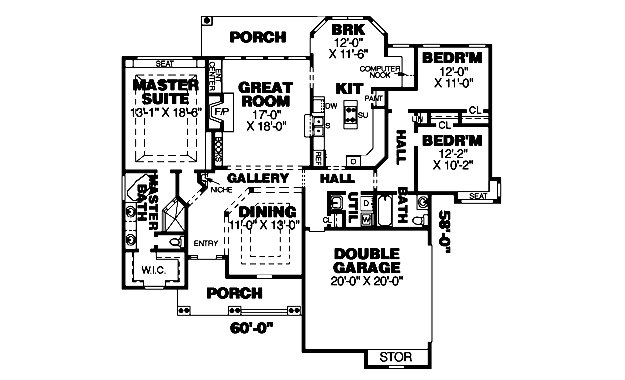 PORCH
BRK
12'-0"
X 11'-6"
SEAT
ENT
CENTER
MASTER
SUITE
13'-1" X 18'-6"
GREAT
ROOM
17'-0"
X 18'-0"
F/P
BOOKS
COMPUTER
NOOK
KIT
PANT
DW
S
SU
REF
O
BEDR'M
12'-0"
X 11'-0"
CL
LIN
CL
BEDR'M
12'-2"
X 10'-2"
HALL
SEAT
GALLERY
HALL
NICHE
MASTER
BATH
DINING
11'-0" X 13'-0"
UTIL
D
W
CL
BATH
58'-0"
ENTRY
W.I.C.
DOUBLE
GARAGE
20'-0" X 20'-0"
PORCH
60'-0"
STOR